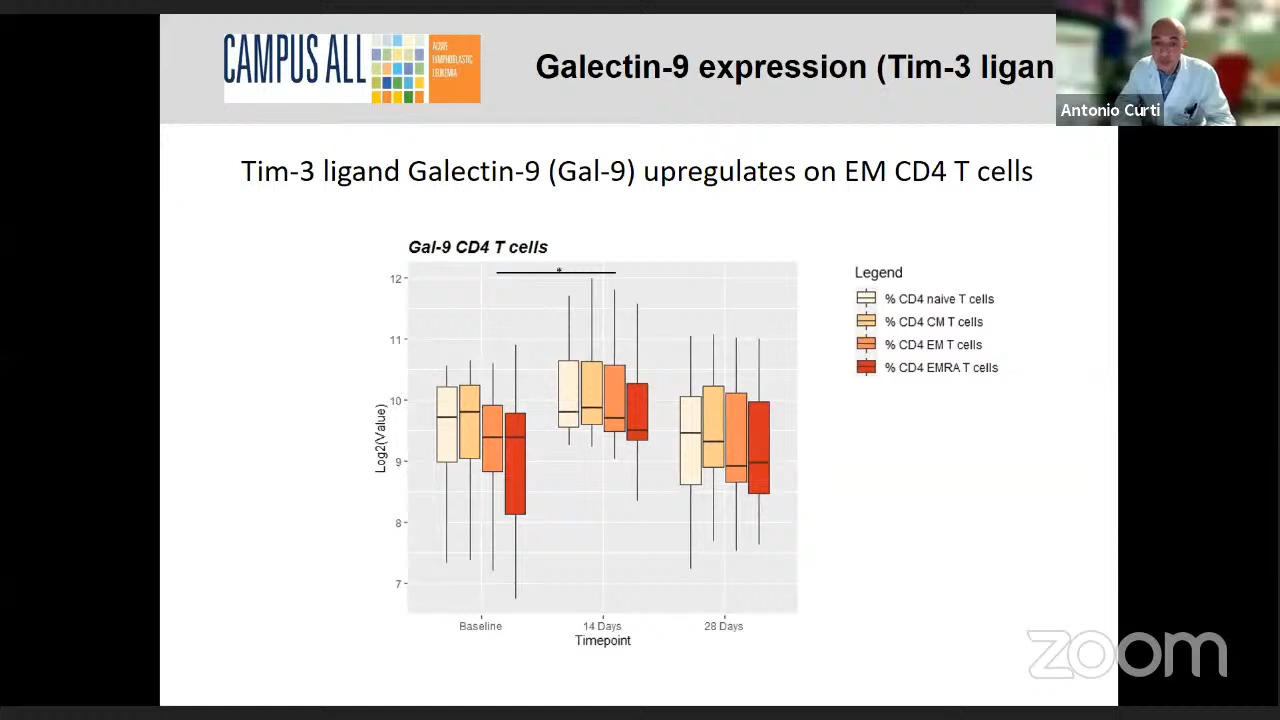 CAMPUS ALL
ACUTE
LYMPHOBLASTIC
LEUKEMIA
Galectin-9 expression (Tim-3 ligan
Antonio Curti
Tim-3 ligand Galectin-9 (Gal-9) upregulates on EM CD4 T cells
Gal-9 CD4 T cells
*
12
11
10
9
8
7
Log2(Value)
Baseline
14 Days
28 Days
Timepoint
Legend
% CD4 naive T cells
% CD4 CM T cells
% CD4 EM T cells
% CD4 EMRA T cells
zoom